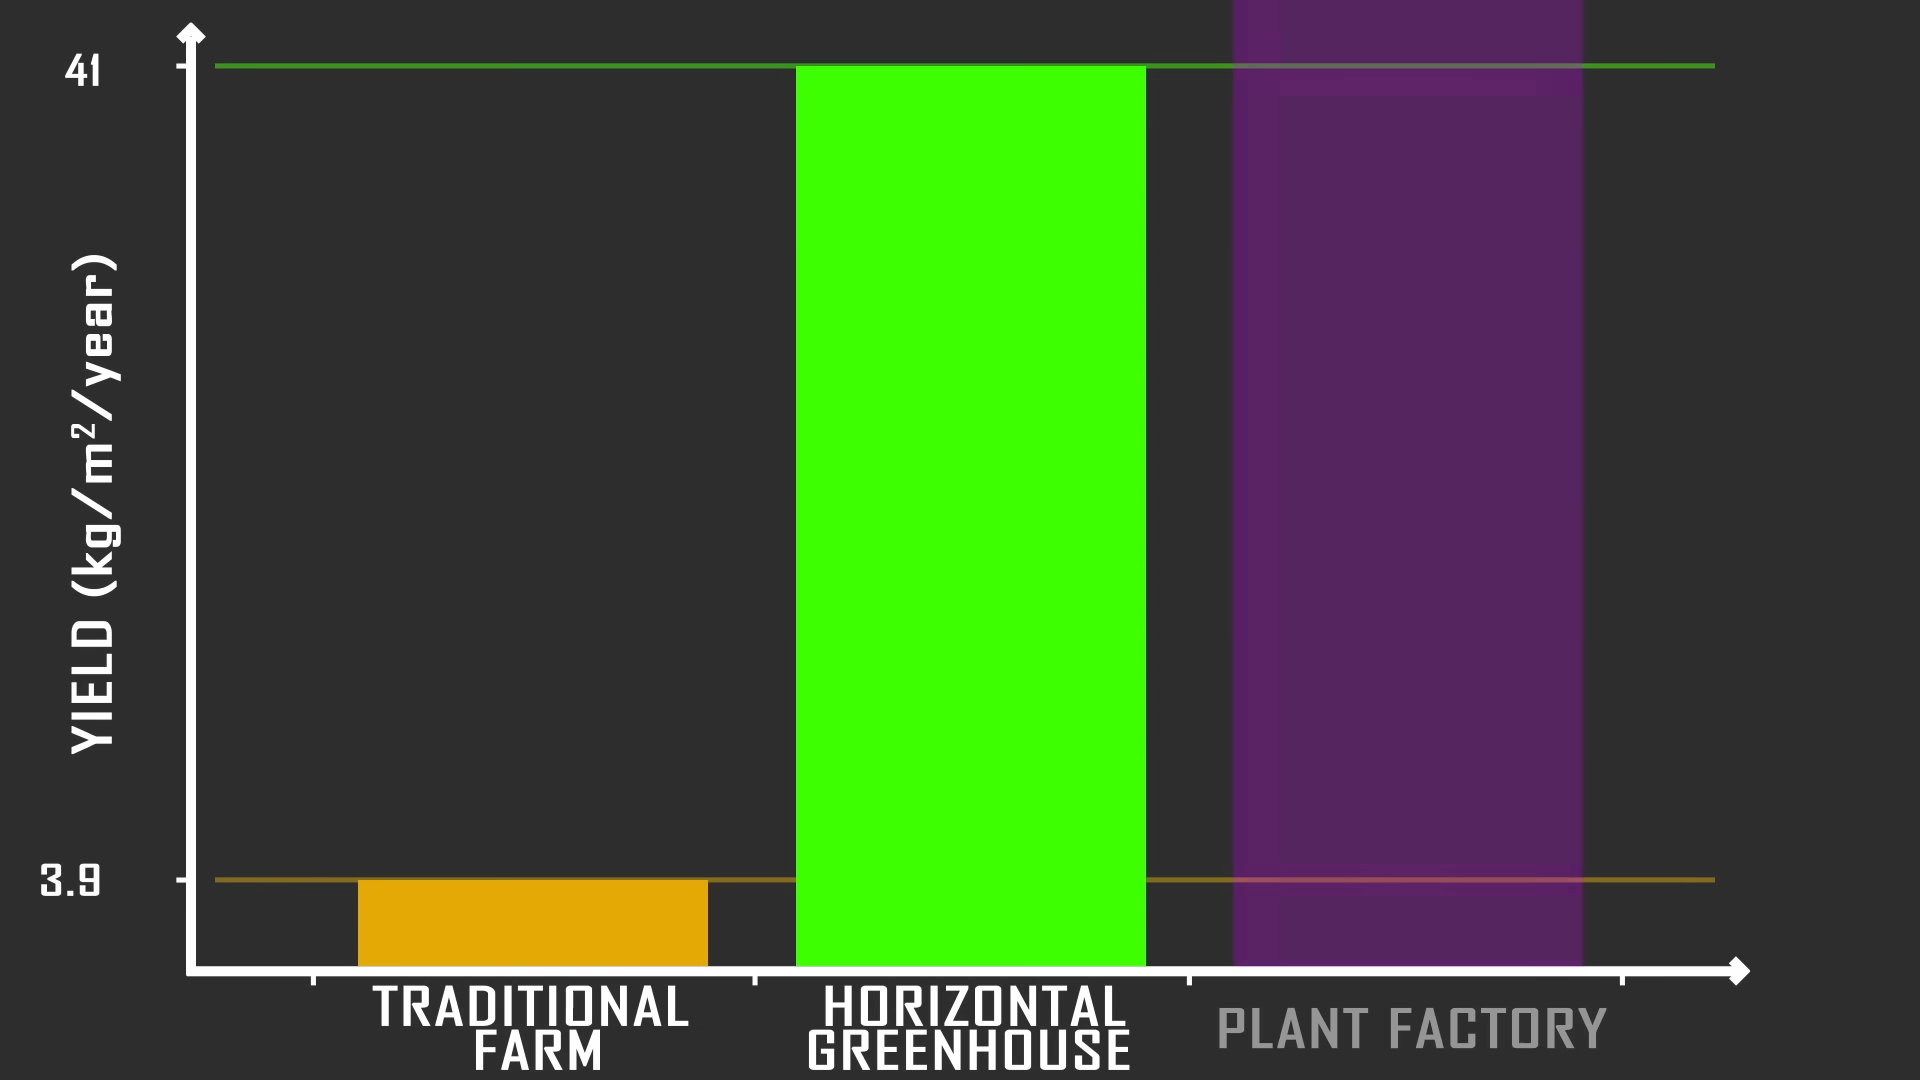 41
YIELD (kg/m²/year)
3.9
TRADITIONAL
FARM
HORIZONTAL
GREENHOUSE
PLANT FACTORY